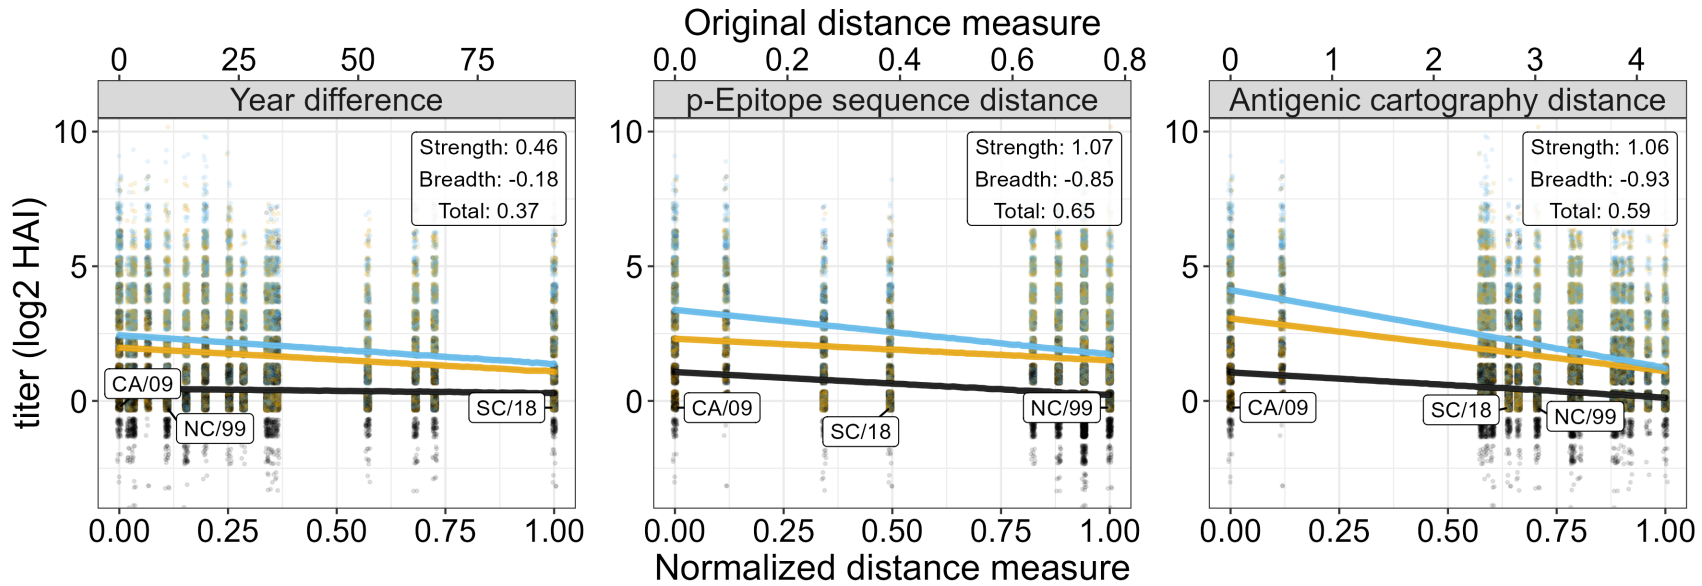 Original distance measure
0 25 50 75
0.0 0.2 0.4 0.6 0.8
0 1 2 3 4
Year difference
p-Epitope sequence distance
Antigenic cartography distance
titer (log2 HAI)
10
5
0
Strength: 0.46
Breadth: -0.18
Total: 0.37
CA/09
NC/99
SC/18
0.00 0.25 0.50 0.75 1.00
10
5
0
Strength: 1.07
Breadth: -0.85
Total: 0.65
CA/09
SC/18
NC/99
0.00 0.25 0.50 0.75 1.00
10
5
0
Strength: 1.06
Breadth: -0.93
Total: 0.59
CA/09
SC/18
NC/99
0.00 0.25 0.50 0.75 1.00
Normalized distance measure